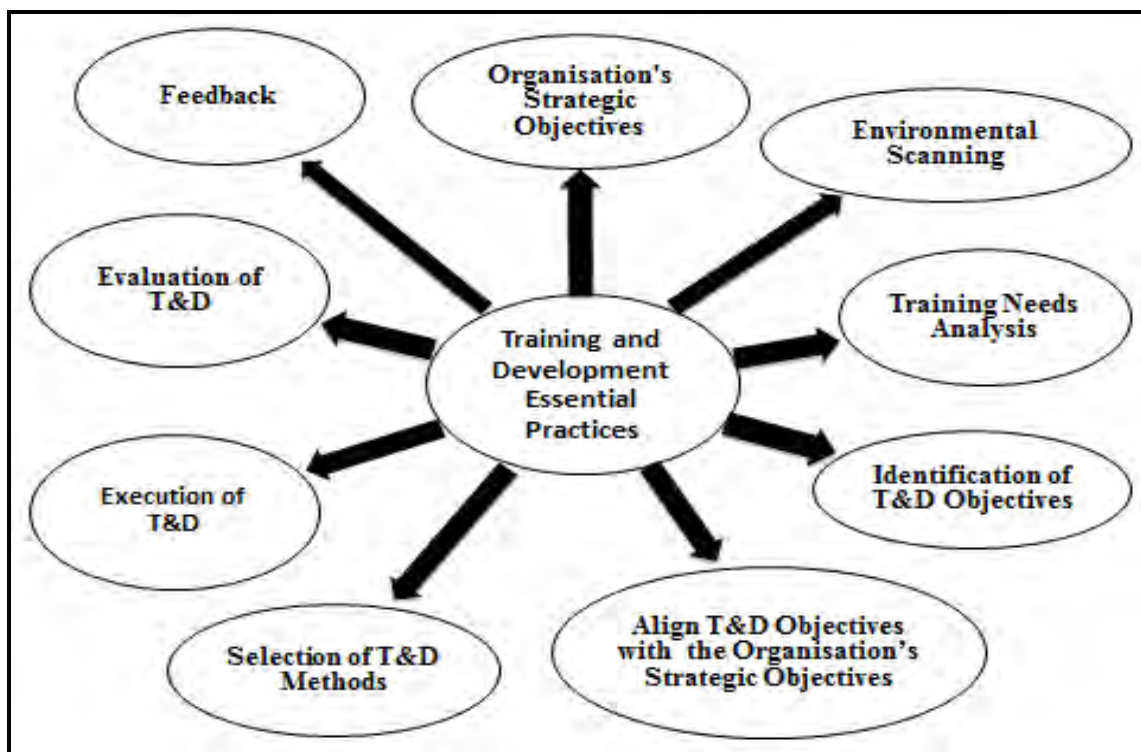 Feedback
Organisation's
Strategic
Objectives
Environmental
Scanning
Evaluation of
T&D
Training Needs
Analysis
Training and
Development
Essential
Practices
Execution of
T&D
Identification of
T&D Objectives
Selection of T&D
Methods
Align T&D Objectives
with the Organisation’s
Strategic Objectives